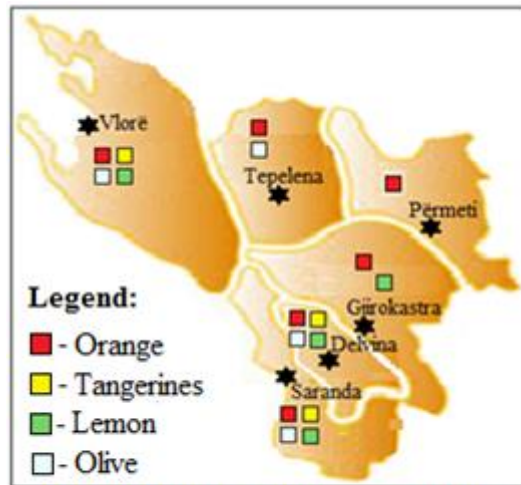 Vlorë
Tepelena
Përmeti
Gjirokastra
Delvina
Saranda
Legend:
- Orange
- Tangerines
- Lemon
- Olive